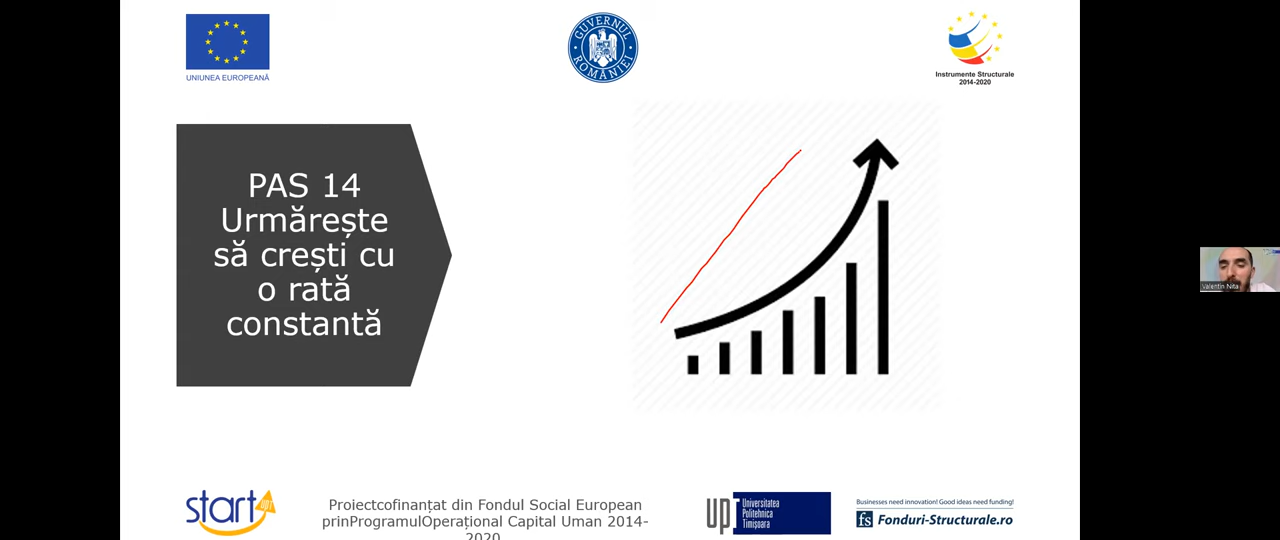 UNIUNEA EUROPEANĂ
GUVERNUL ROMÂNIEI
Instrumente Structurale
2014-2020
PAS 14
Urmărește
să crești cu
o rată
constantă
Valentin Nita
start
Proiectcofinanțat din Fondul Social European
prinProgramulOperațional Capital Uman 2014-
2020
upt
Universitatea
Politehnica
Timișoara
Businesses need innovation! Good ideas need funding!
fs Fonduri-Structurale.ro